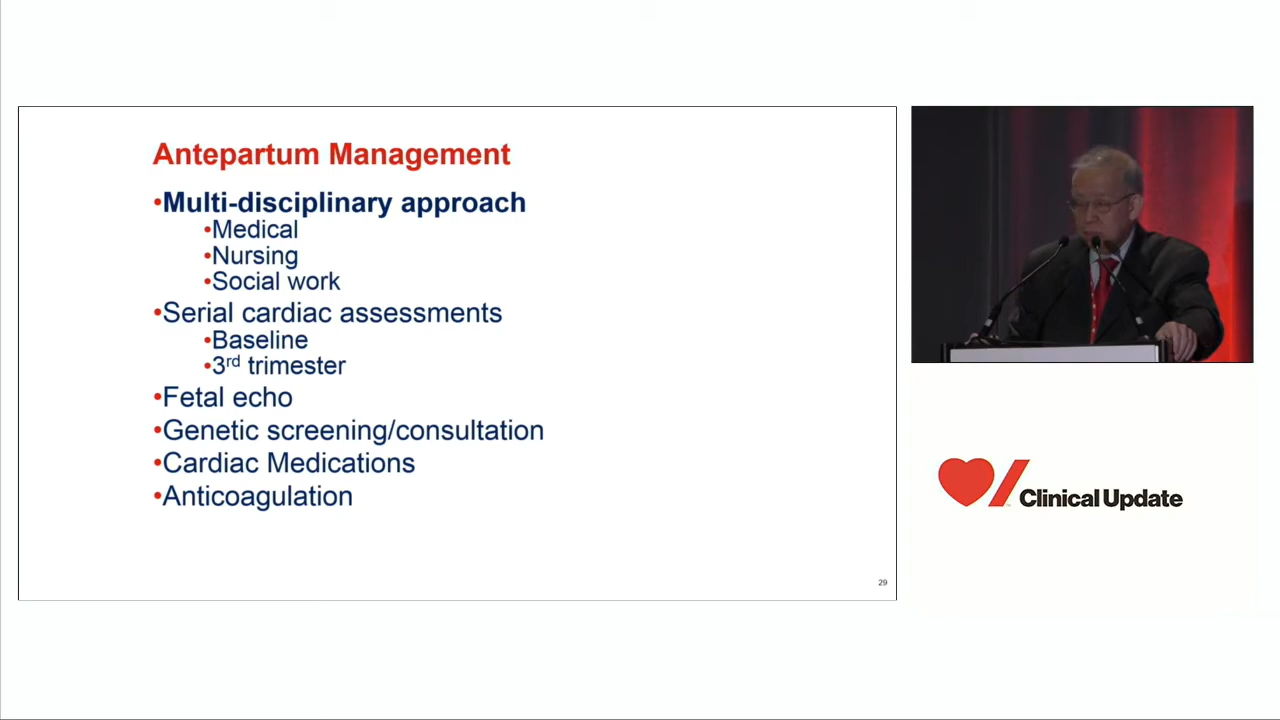 Antepartum Management
•Multi-disciplinary approach
•Medical
•Nursing
•Social work
•Serial cardiac assessments
•Baseline
•3rd trimester
•Fetal echo
•Genetic screening/consultation
•Cardiac Medications
•Anticoagulation
29
Clinical Update